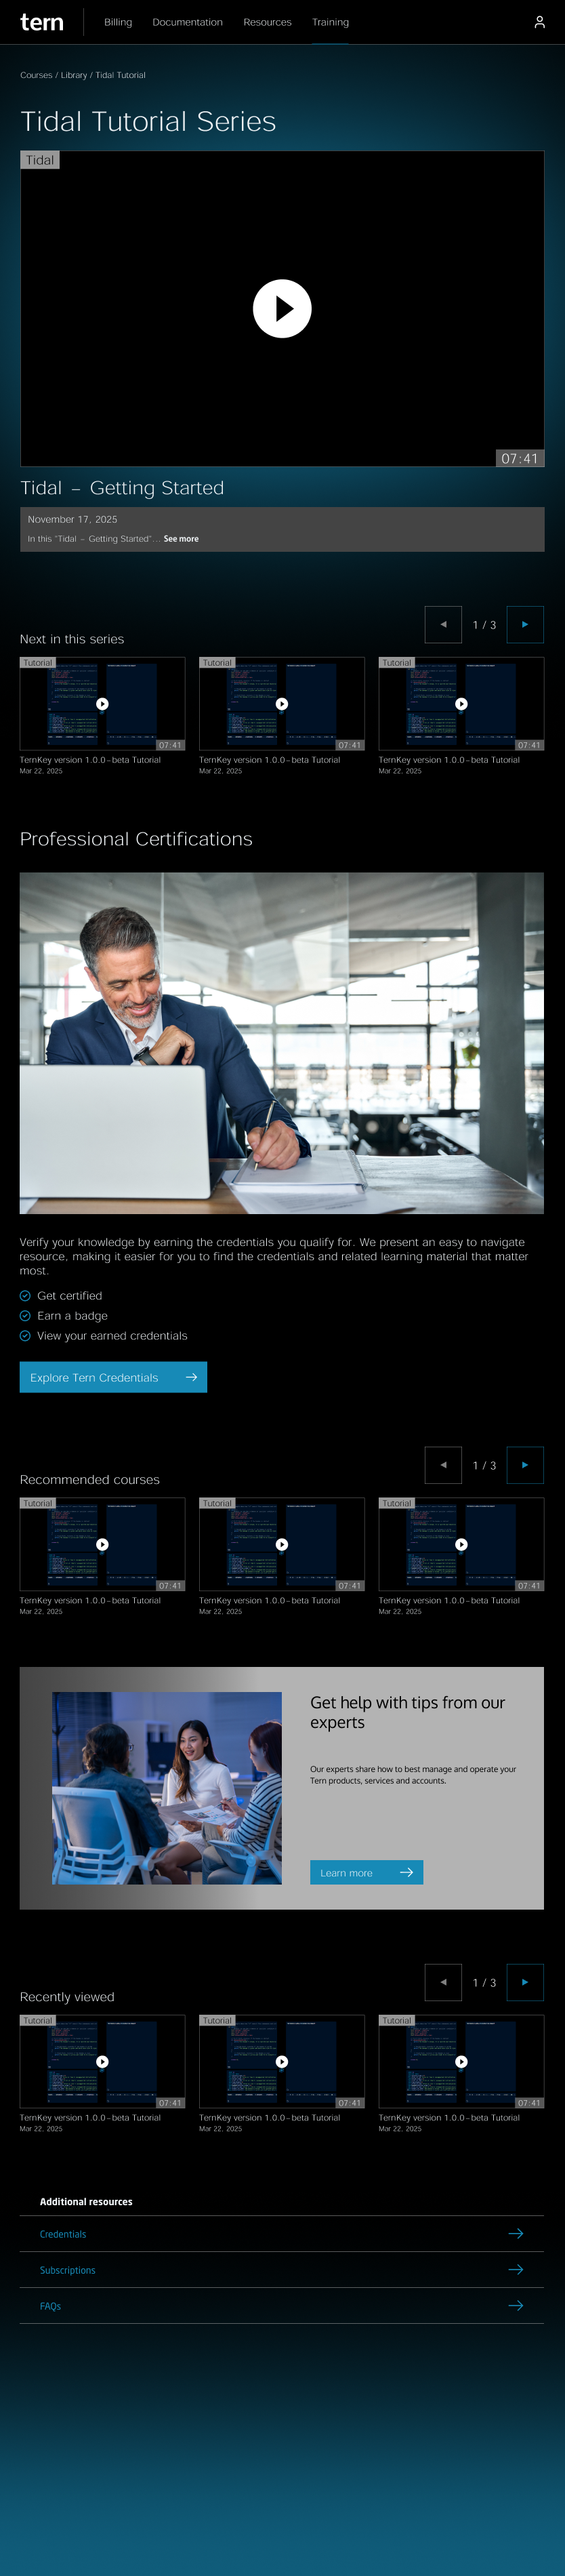 tern
Billing
Documentation
Resources
Training
Courses / Library / Tidal Tutorial
Tidal Tutorial Series
Tidal
07:41
Tidal – Getting Started
November 17, 2025
In this "Tidal – Getting Started"... See more
1 / 3
Next in this series
Tutorial
Tutorial
Tutorial
07:41
07:41
07:41
TernKey version 1.0.0-beta Tutorial
TernKey version 1.0.0-beta Tutorial
TernKey version 1.0.0-beta Tutorial
Mar 22, 2025
Mar 22, 2025
Mar 22, 2025
Professional Certifications
Verify your knowledge by earning the credentials you qualify for. We present an easy to navigate
resource, making it easier for you to find the credentials and related learning material that matter
most.
Get certified
Earn a badge
View your earned credentials
Explore Tern Credentials
1 / 3
Recommended courses
Tutorial
Tutorial
Tutorial
07:41
07:41
07:41
TernKey version 1.0.0-beta Tutorial
TernKey version 1.0.0-beta Tutorial
TernKey version 1.0.0-beta Tutorial
Mar 22, 2025
Mar 22, 2025
Mar 22, 2025
Get help with tips from our
experts
Our experts share how to best manage and operate your
Tern products, services and accounts.
Learn more
1 / 3
Recently viewed
Tutorial
Tutorial
Tutorial
07:41
07:41
07:41
TernKey version 1.0.0-beta Tutorial
TernKey version 1.0.0-beta Tutorial
TernKey version 1.0.0-beta Tutorial
Mar 22, 2025
Mar 22, 2025
Mar 22, 2025
Additional resources
Credentials
Subscriptions
FAQs